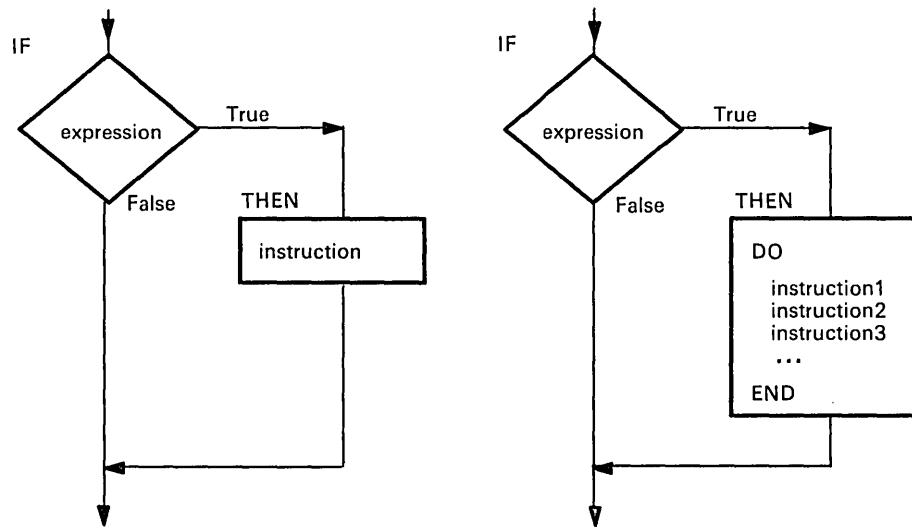 IF
expression
True
False
THEN
instruction
IF
expression
True
False
THEN
DO
instruction1
instruction2
instruction3
...
END